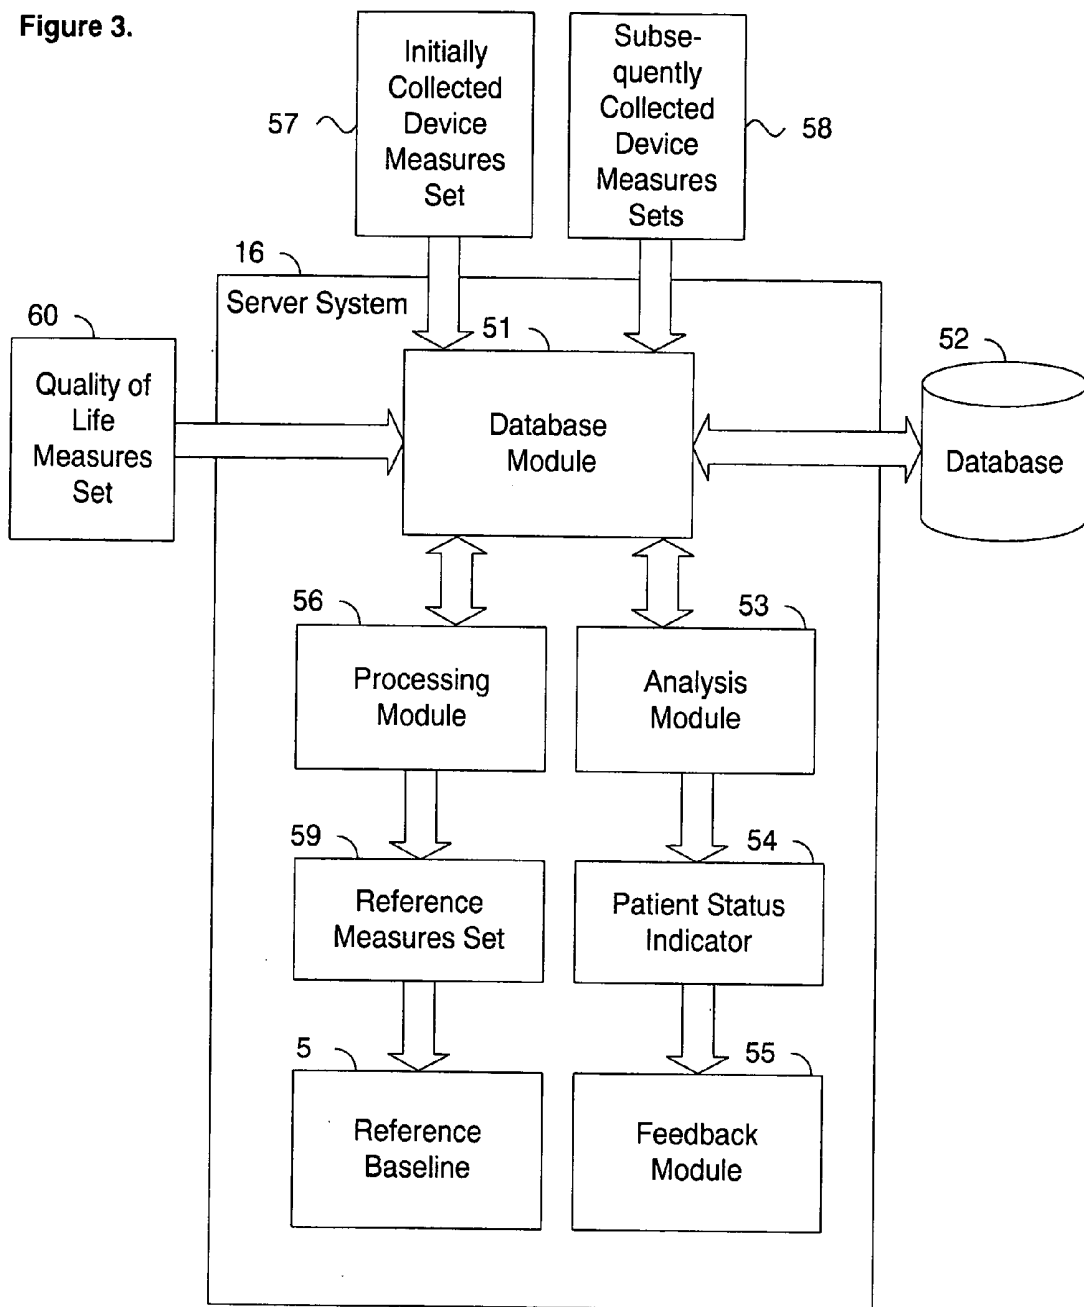 Figure 3.
Initially
Collected
Device
Measures
Set
57
Subse-
quently
Collected
Device
Measures
Sets
58
16
Server System
60
Quality of
Life
Measures
Set
51
Database
Module
52
Database
56
Processing
Module
53
Analysis
Module
59
Reference
Measures Set
54
Patient Status
Indicator
5
Reference
Baseline
55
Feedback
Module